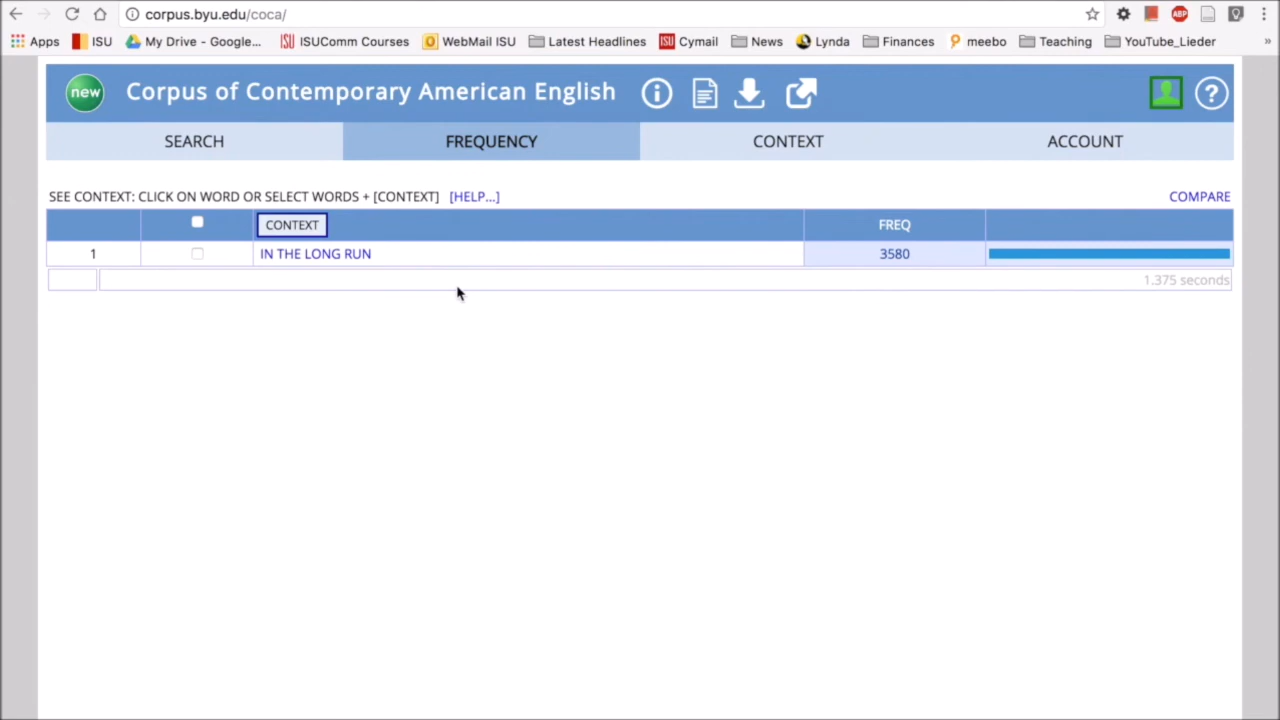 corpus.byu.edu/coca/
Apps ISU My Drive - Google... ISUComm Courses WebMail ISU Latest Headlines Cymail News Lynda Finances meebo Teaching YouTube_Lieder »
new Corpus of Contemporary American English
SEARCH FREQUENCY CONTEXT ACCOUNT
SEE CONTEXT: CLICK ON WORD OR SELECT WORDS + [CONTEXT] [HELP...] COMPARE
CONTEXT FREQ
1 IN THE LONG RUN 3580
1.375 seconds